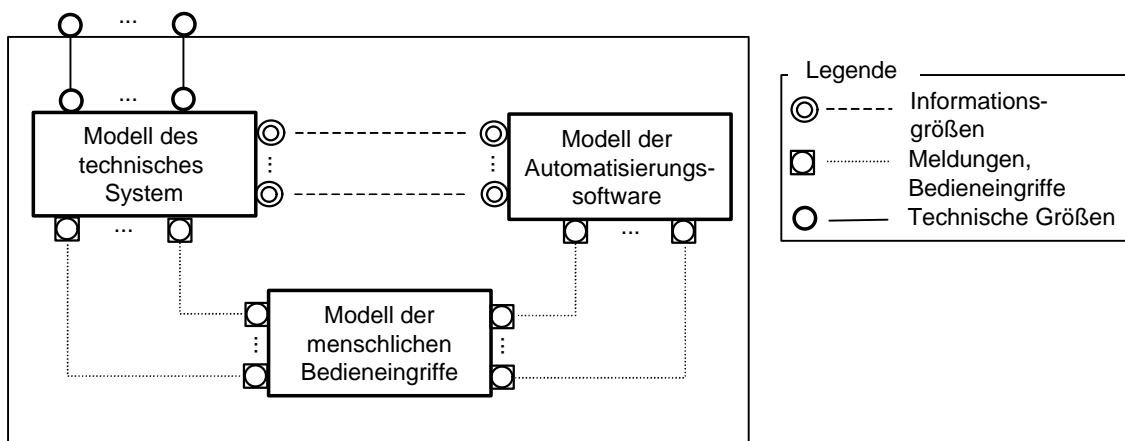 ... 
...
Modell des
technisches
System
...
...
Modell der
Automatisierungs-
software
...
...
Modell der
menschlichen
Bedieneingriffe
...
...
Legende
Informations-
größen
Meldungen,
Bedieneingriffe
Technische Größen